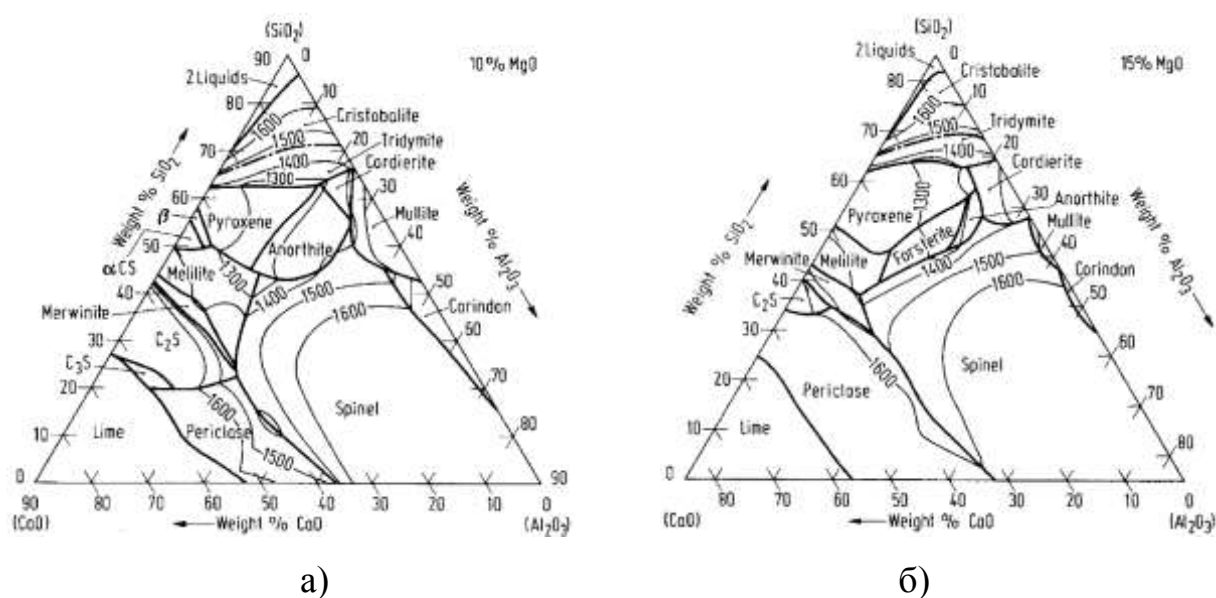 (SiO₂)
90 0
10% MgO
2 Liquids
80
10
1600
Cristobalite
1500
20
Tridymite
70
1400
Cordierite
1300
30
60
Weight % SiO₂
β
Pyroxene
Mullite
40
Weight % Al₂O₃
50
Anorthite
αCS
Melilite
1300
1400
1500
50
40
Corindon
Merwinite
1600
60
30
C₂S
C₃S
70
20
1600
Spinel
80
10
Lime
Periclase
1500
0
90
90 80 70 60 50 40 30 20 10 0
(CaO)
Weight % CaO
(Al₂O₃)
а)
(SiO₂)
0
15% MgO
2 Liquids
80
10
Cristobalite
1600
70
1500
Tridymite
20
1400
Cordierite
60
1300
30
Anorthite
Pyroxene
Mullite
50
40
Weight % SiO₂
Forsterite
Weight % Al₂O₃
Merwinite
Melilite
1400
1500
Corindon
40
C₂S
1600
50
30
60
1600
Spinel
20
Periclase
70
10
Lime
80
0
80 70 60 50 40 30 20 10 0
(CaO)
Weight % CaO
(Al₂O₃)
б)